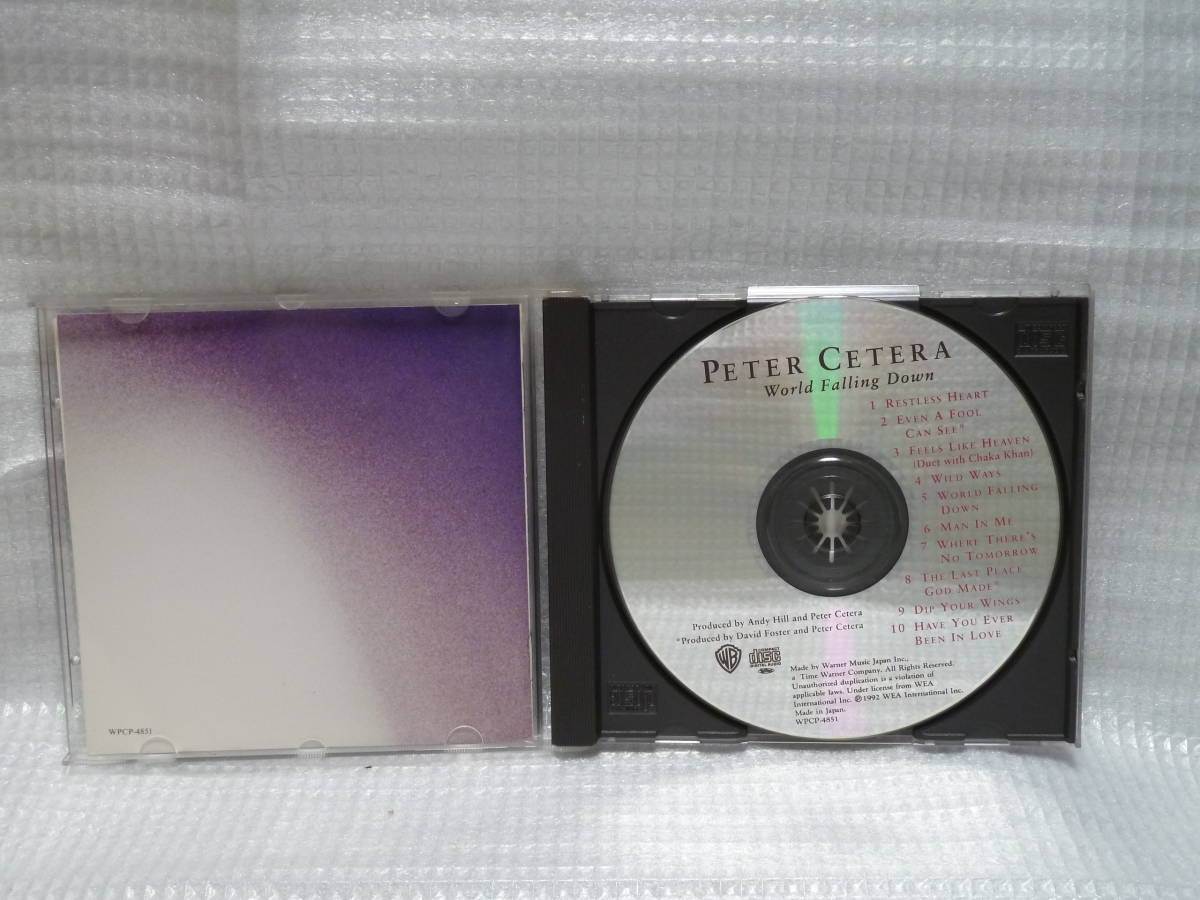 WPCP-4851
PETER CETERA
World Falling Down
1 RESTLESS HEART
2 EVEN A FOOL
CAN SEE*
3 FEELS LIKE HEAVEN
(Duet with Chaka Khan)
4 WILD WAYS
5 WORLD FALLING
DOWN
6 MAN IN ME
7 WHERE THERE'S
NO TOMORROW
8 THE LAST PLACE
GOD MADE*
9 DIP YOUR WINGS
10 HAVE YOU EVER
BEEN IN LOVE
Produced by Andy Hill and Peter Cetera
*Produced by David Foster and Peter Cetera
WB
COMPACT
disc
DIGITAL AUDIO
Made by Warner Music Japan Inc.,
a Time Warner Company. All Rights Reserved.
Unauthorized duplication is a violation of
applicable laws. Under license from WEA
International Inc. ℗1992 WEA International Inc.
Made in Japan.
WPCP-4851